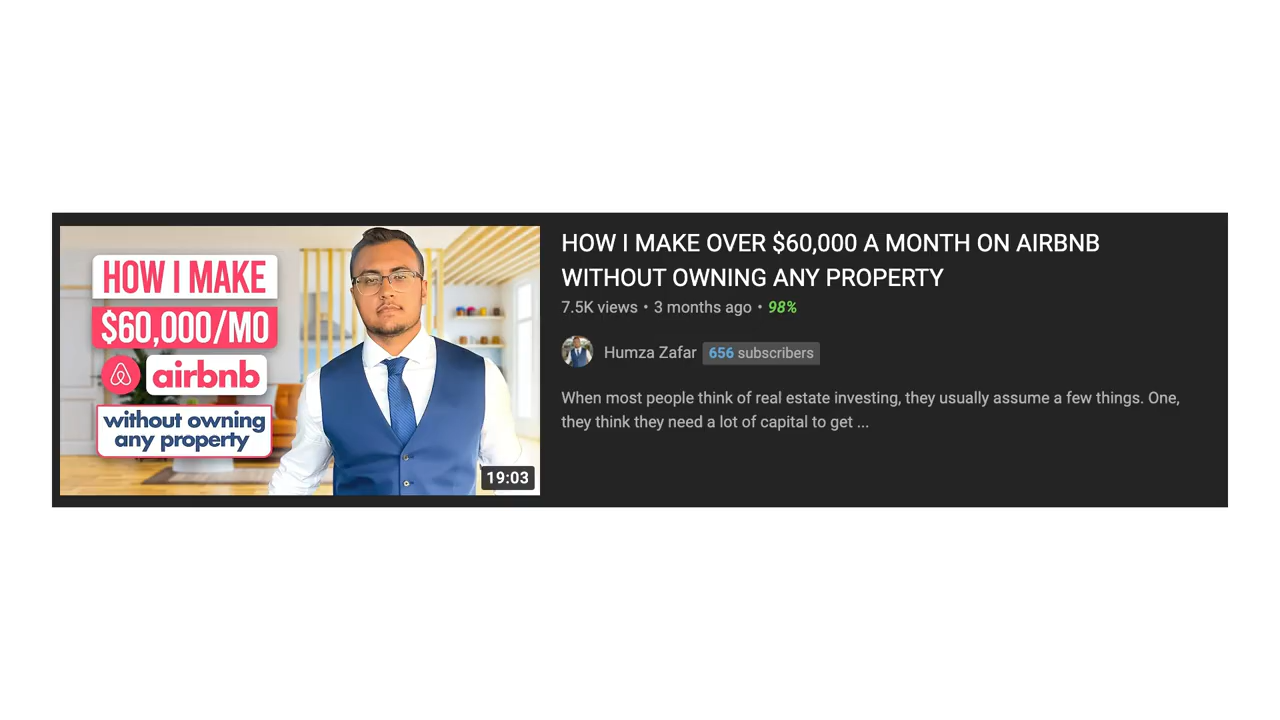 HOW I MAKE
$60,000/MO
airbnb
without owning
any property
19:03
HOW I MAKE OVER $60,000 A MONTH ON AIRBNB
WITHOUT OWNING ANY PROPERTY
7.5K views • 3 months ago • 98%
Humza Zafar 656 subscribers
When most people think of real estate investing, they usually assume a few things. One,
they think they need a lot of capital to get ...